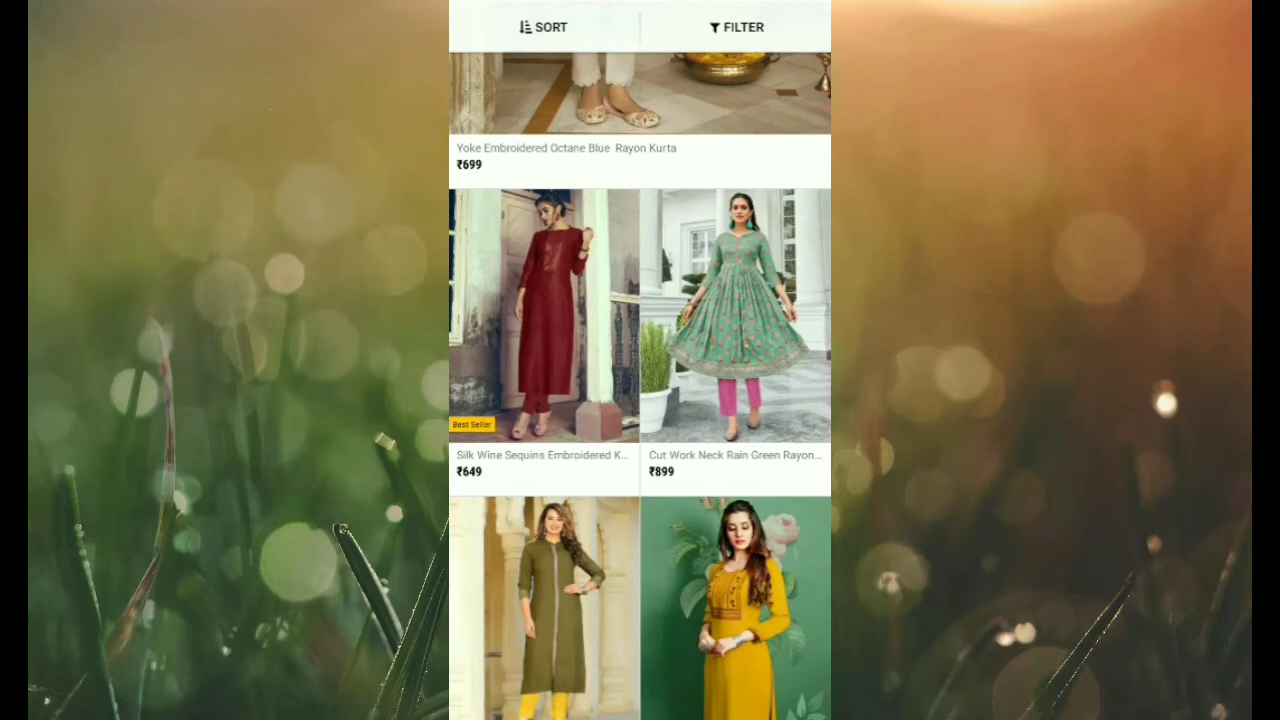 SORT
FILTER
Yoke Embroidered Octane Blue Rayon Kurta
₹699
Best Seller
Silk Wine Sequins Embroidered K...
₹649
Cut Work Neck Rain Green Rayon...
₹899